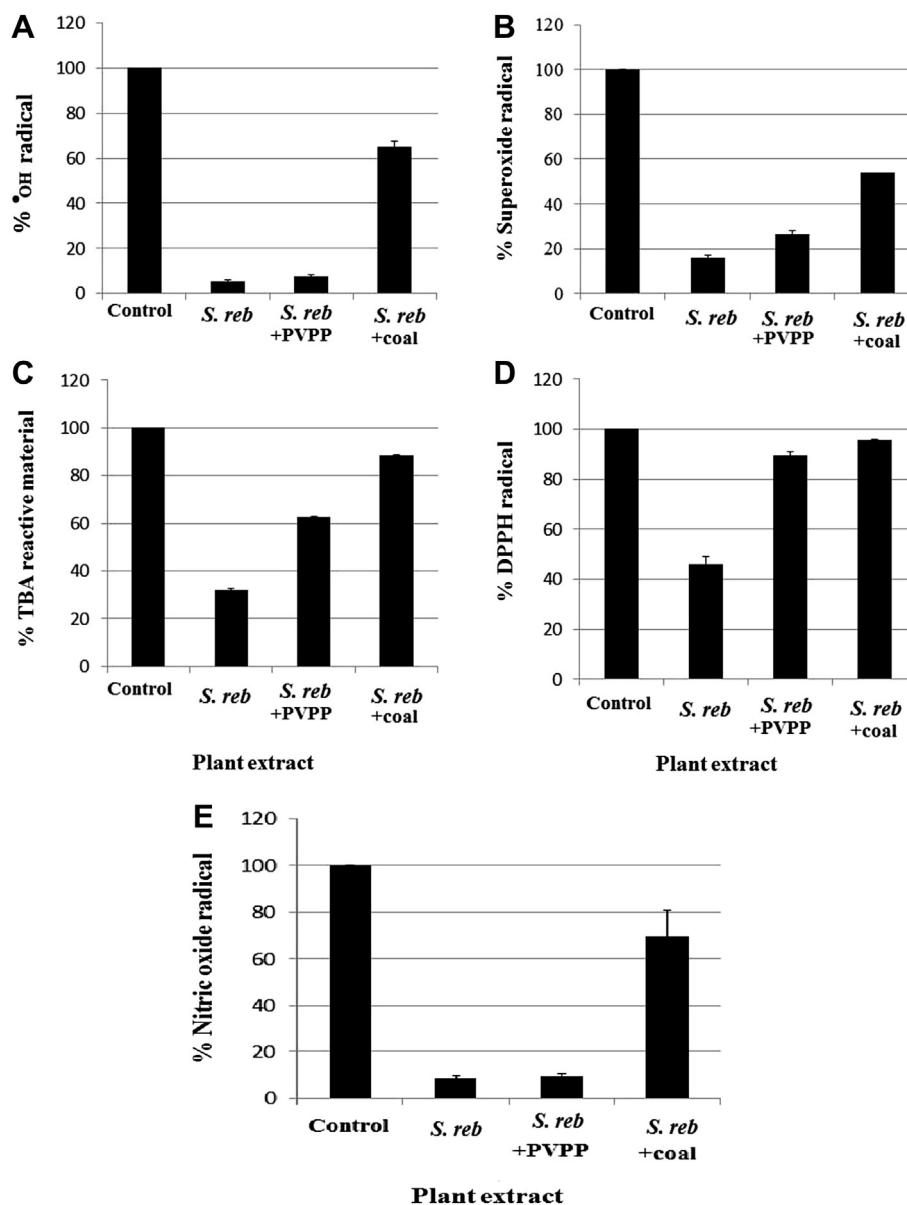 A
% •OH radical
120
100
80
60
40
20
0
Control
S. reb
S. reb
+PVPP
S. reb
+coal
B
% Superoxide radical
120
100
80
60
40
20
0
Control
S. reb
S. reb
+PVPP
S. reb
+coal
C
% TBA reactive material
120
100
80
60
40
20
0
Control
S. reb
S. reb
+PVPP
S. reb
+coal
Plant extract
D
% DPPH radical
120
100
80
60
40
20
0
Control
S. reb
S. reb
+PVPP
S. reb
+coal
Plant extract
E
% Nitric oxide radical
120
100
80
60
40
20
0
Control
S. reb
S. reb
+PVPP
S. reb
+coal
Plant extract